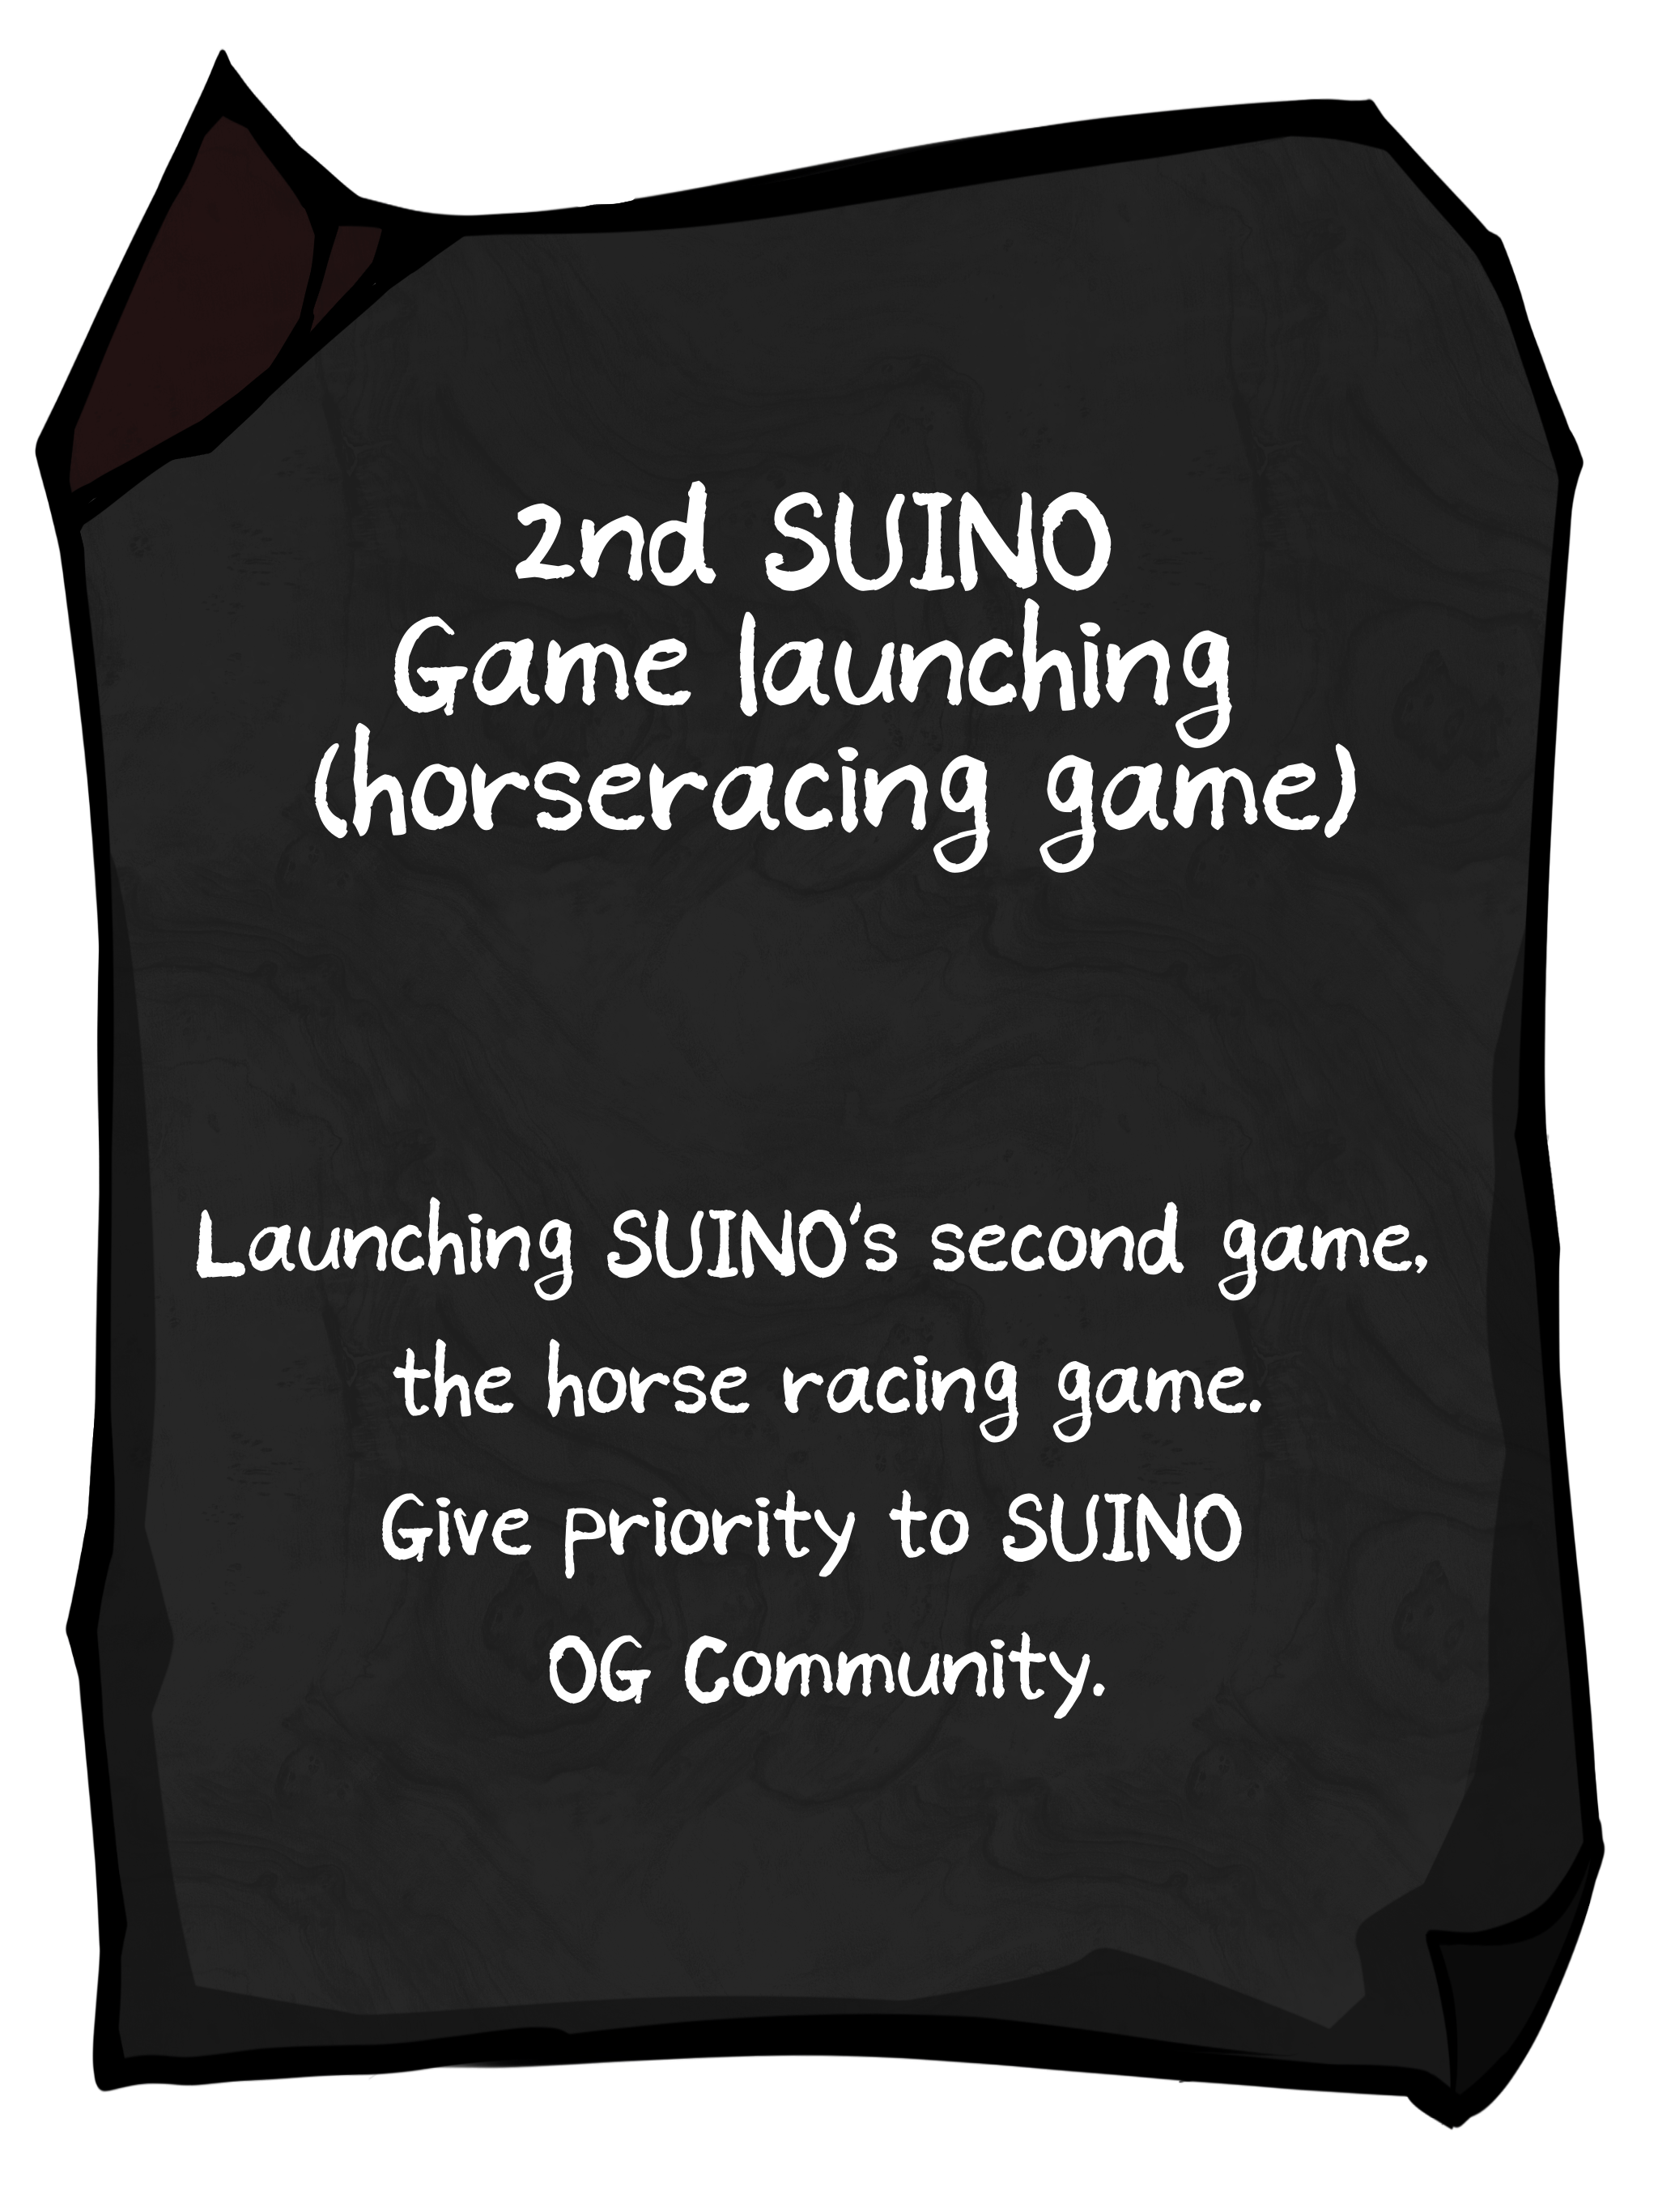 2nd SUINO
Game launching
(horseracing game)
Launching SUINO's second game,
the horse racing game.
Give priority to SUINO
OG Community.